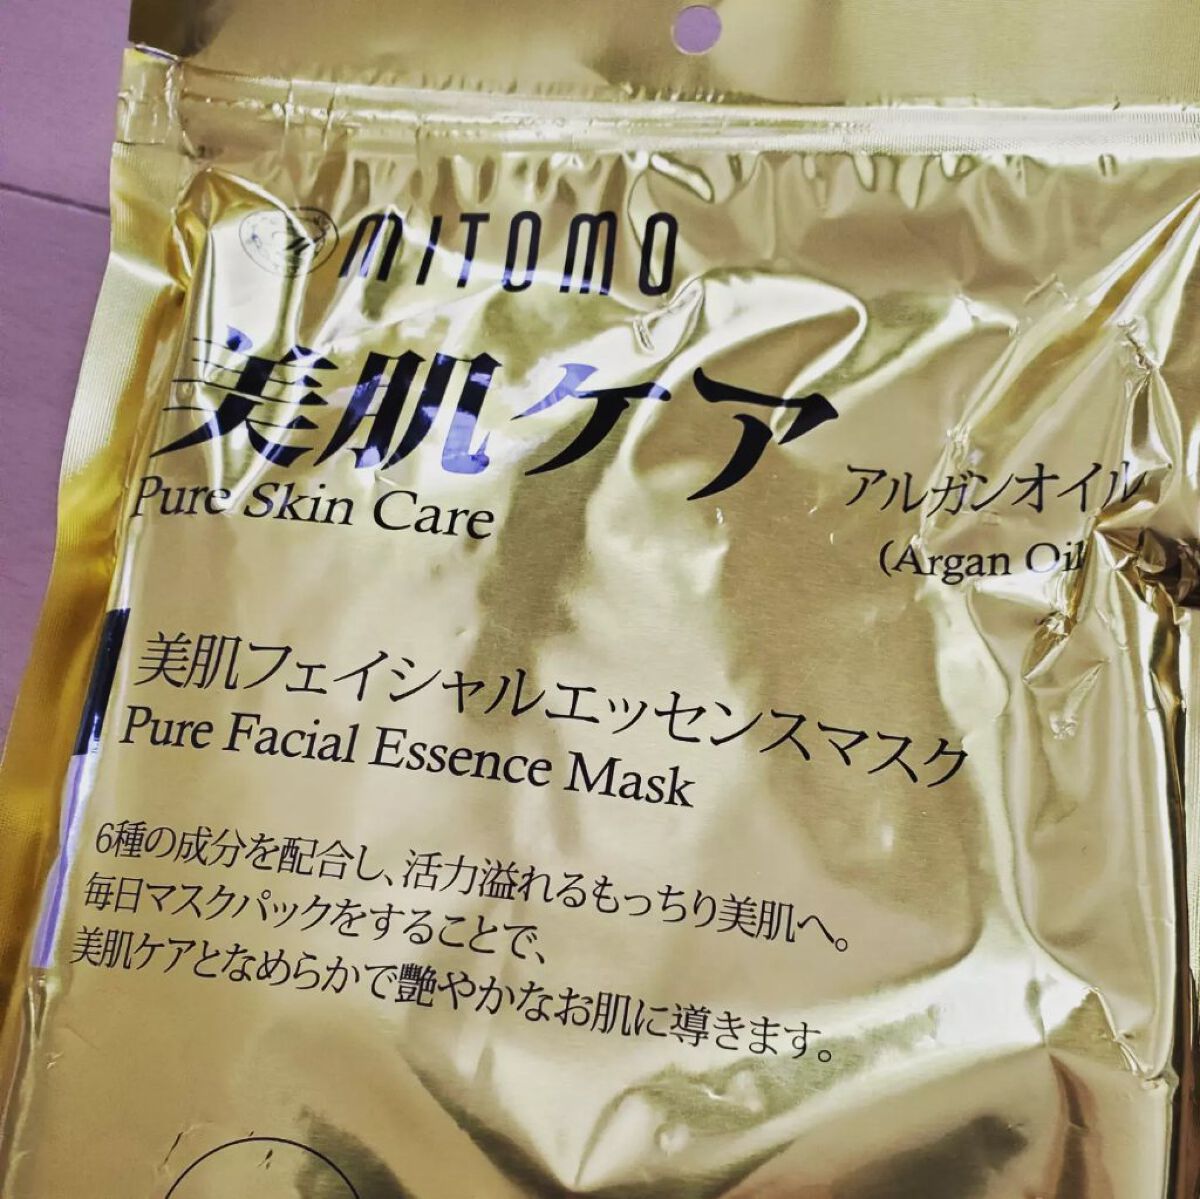 MITOMO
美肌ケア
Pure Skin Care
アルガンオイル
(Argan Oil
美肌フェイシャルエッセンスマスク
Pure Facial Essence Mask
6種の成分を配合し、活力溢れるもっちり美肌へ。
毎日マスクパックをすることで、
美肌ケアとなめらかで艶やかなお肌に導きます。